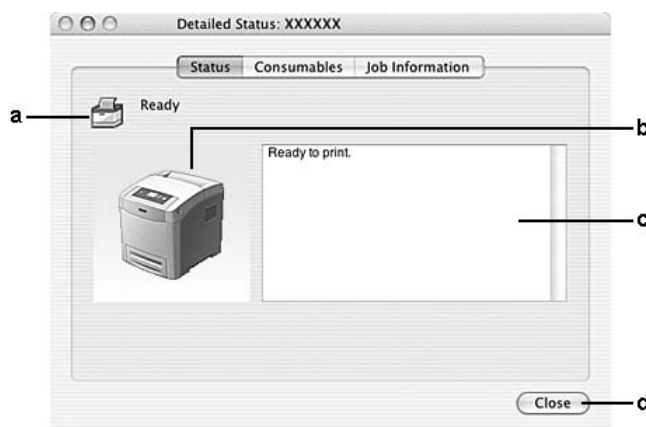 Detailed Status: XXXXXX
Status Consumables Job Information
a
Ready
b
Ready to print.
c
Close
d